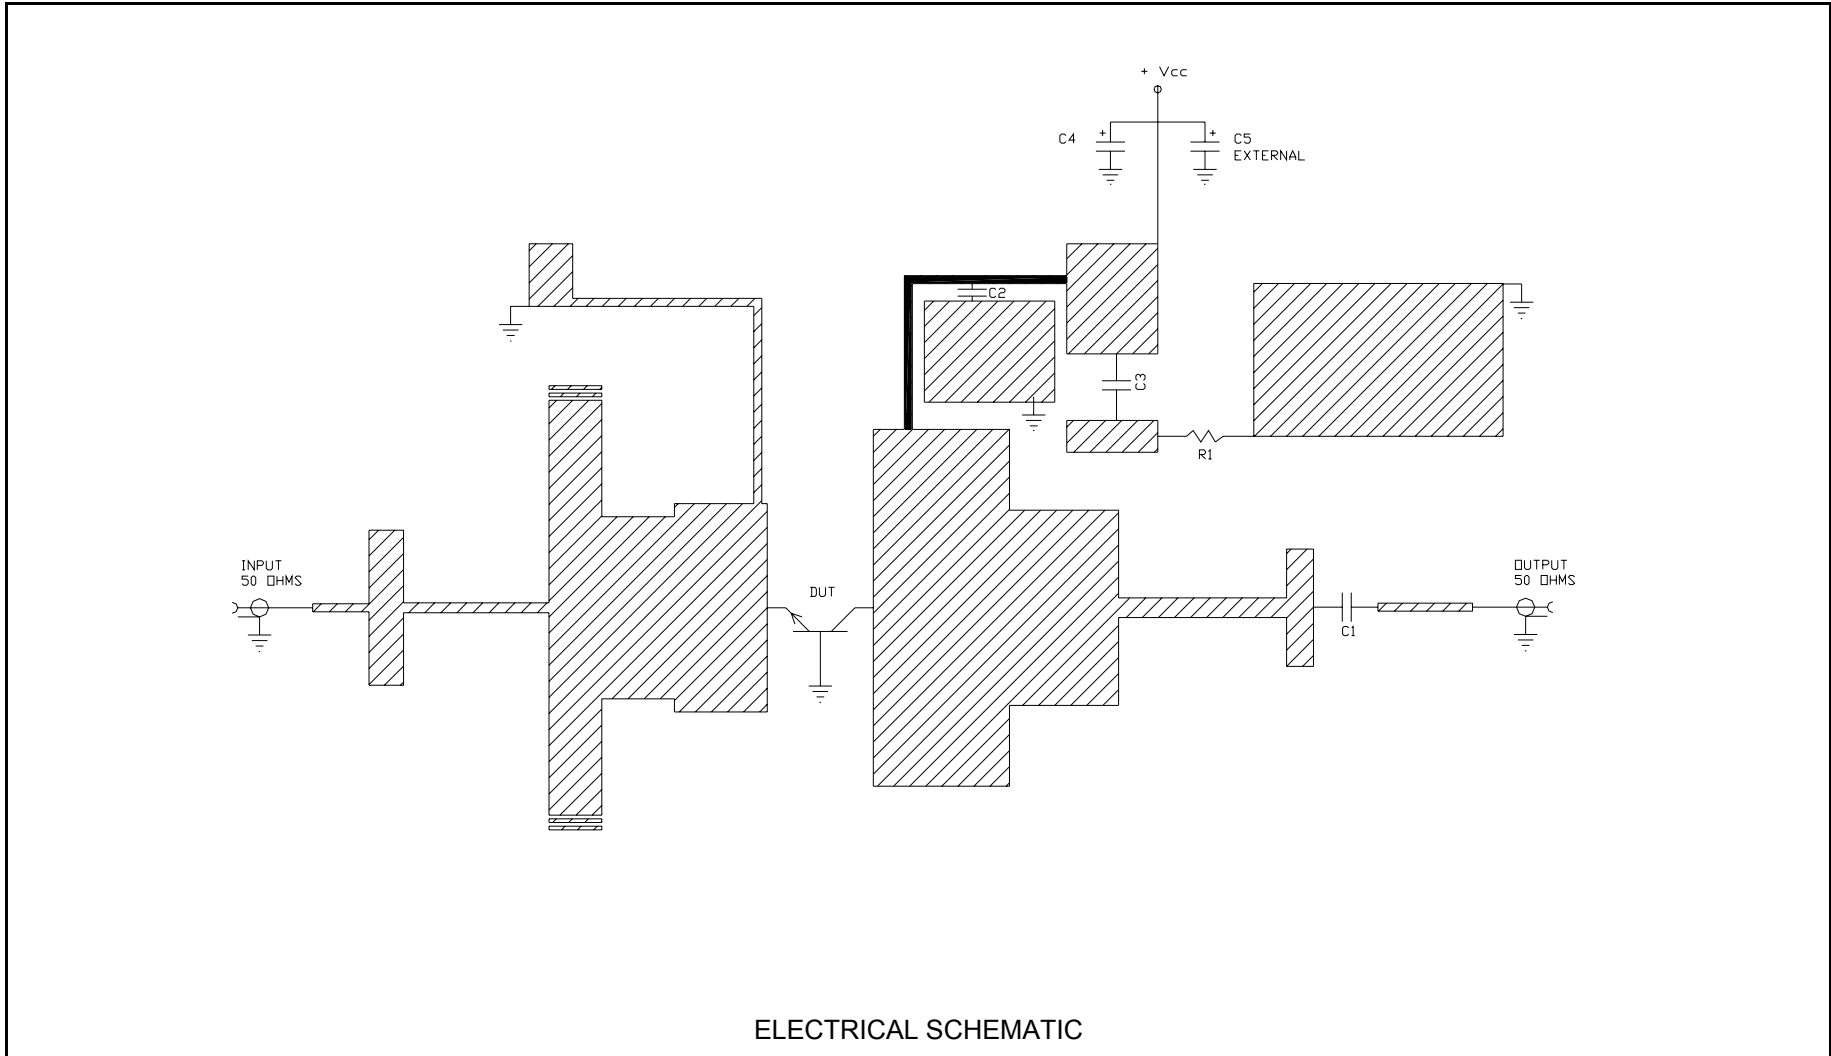 + Vcc
C4
+
+
C5
EXTERNAL
C2
C3
R1
INPUT
50 OHMS
DUT
OUTPUT
50 OHMS
C1
ELECTRICAL SCHEMATIC